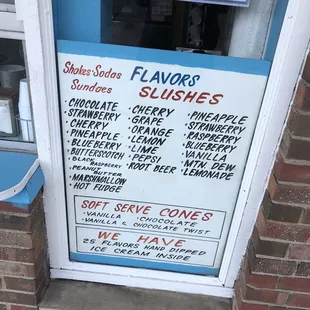 FLAVORS
Shakes-Sodas
Sundaes
SLUSHES
CHOCOLATE
STRAWBERRY
CHERRY
PINEAPPLE
BLUEBERRY
BUTTERSCOTCH
BLACK
RASPBERRY
PEANUT
BUTTER
MARSHMALLOW
HOT FUDGE
CHERRY
GRAPE
ORANGE
LEMON
LIME
PEPSI
ROOT BEER
PINEAPPLE
STRAWBERRY
RASPBERRY
BLUEBERRY
VANILLA
MTN. DEW
LEMONADE
SOFT SERVE CONES
-VANILLA -CHOCOLATE
-VANILLA & CHOCOLATE TWIST
WE HAVE
25 FLAVORS HAND DIPPED
ICE CREAM INSIDE